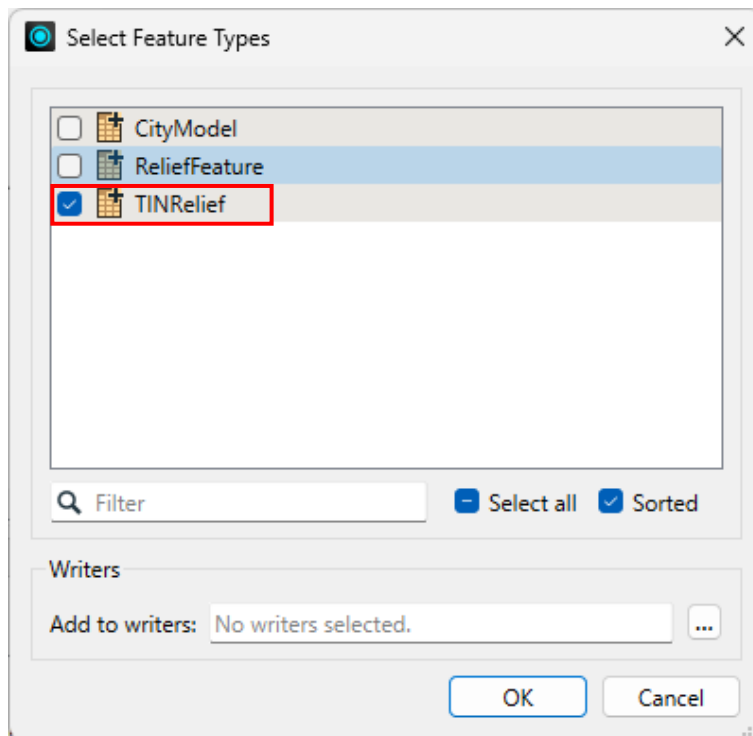 Select Feature Types
CityModel
ReliefFeature
TINRelief
Filter
Select all
Sorted
Writers
Add to writers: No writers selected. ...
OK Cancel